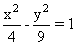 x²/4 - y²/9 = 1